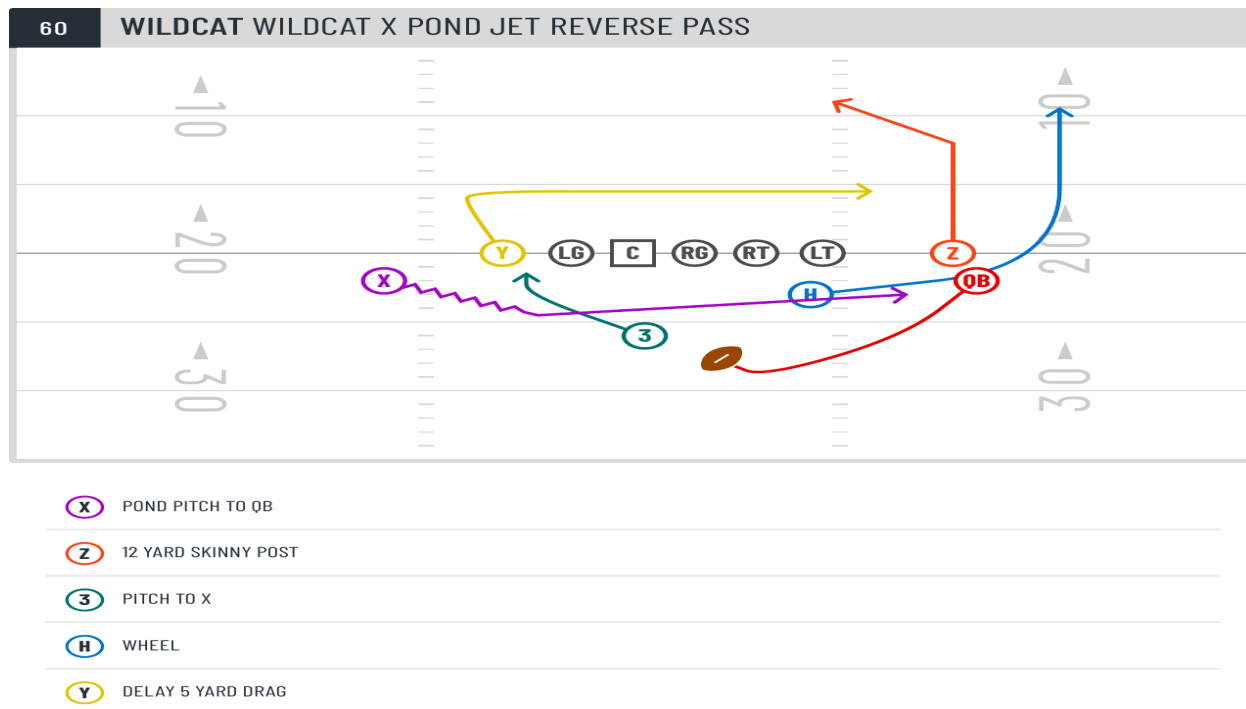 60 WILDCAT WILDCAT X POND JET REVERSE PASS
10 10
20 20
Y LG C RG RT LT Z
X H QB
3
30 30
X POND PITCH TO QB
Z 12 YARD SKINNY POST
3 PITCH TO X
H WHEEL
Y DELAY 5 YARD DRAG